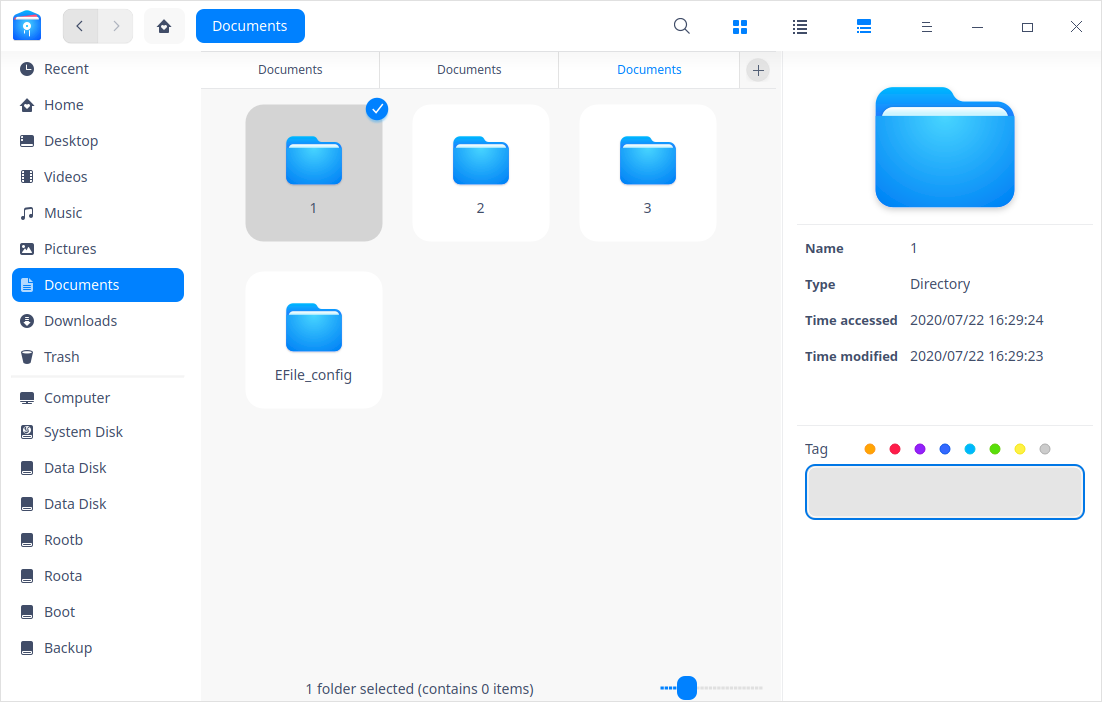 Documents
Recent
Home
Desktop
Videos
Music
Pictures
Documents
Downloads
Trash
Computer
System Disk
Data Disk
Data Disk
Rootb
Roota
Boot
Backup
Documents Documents Documents
1 2 3
EFile_config
1 folder selected (contains 0 items)
Name 1
Type Directory
Time accessed 2020/07/22 16:29:24
Time modified 2020/07/22 16:29:23
Tag